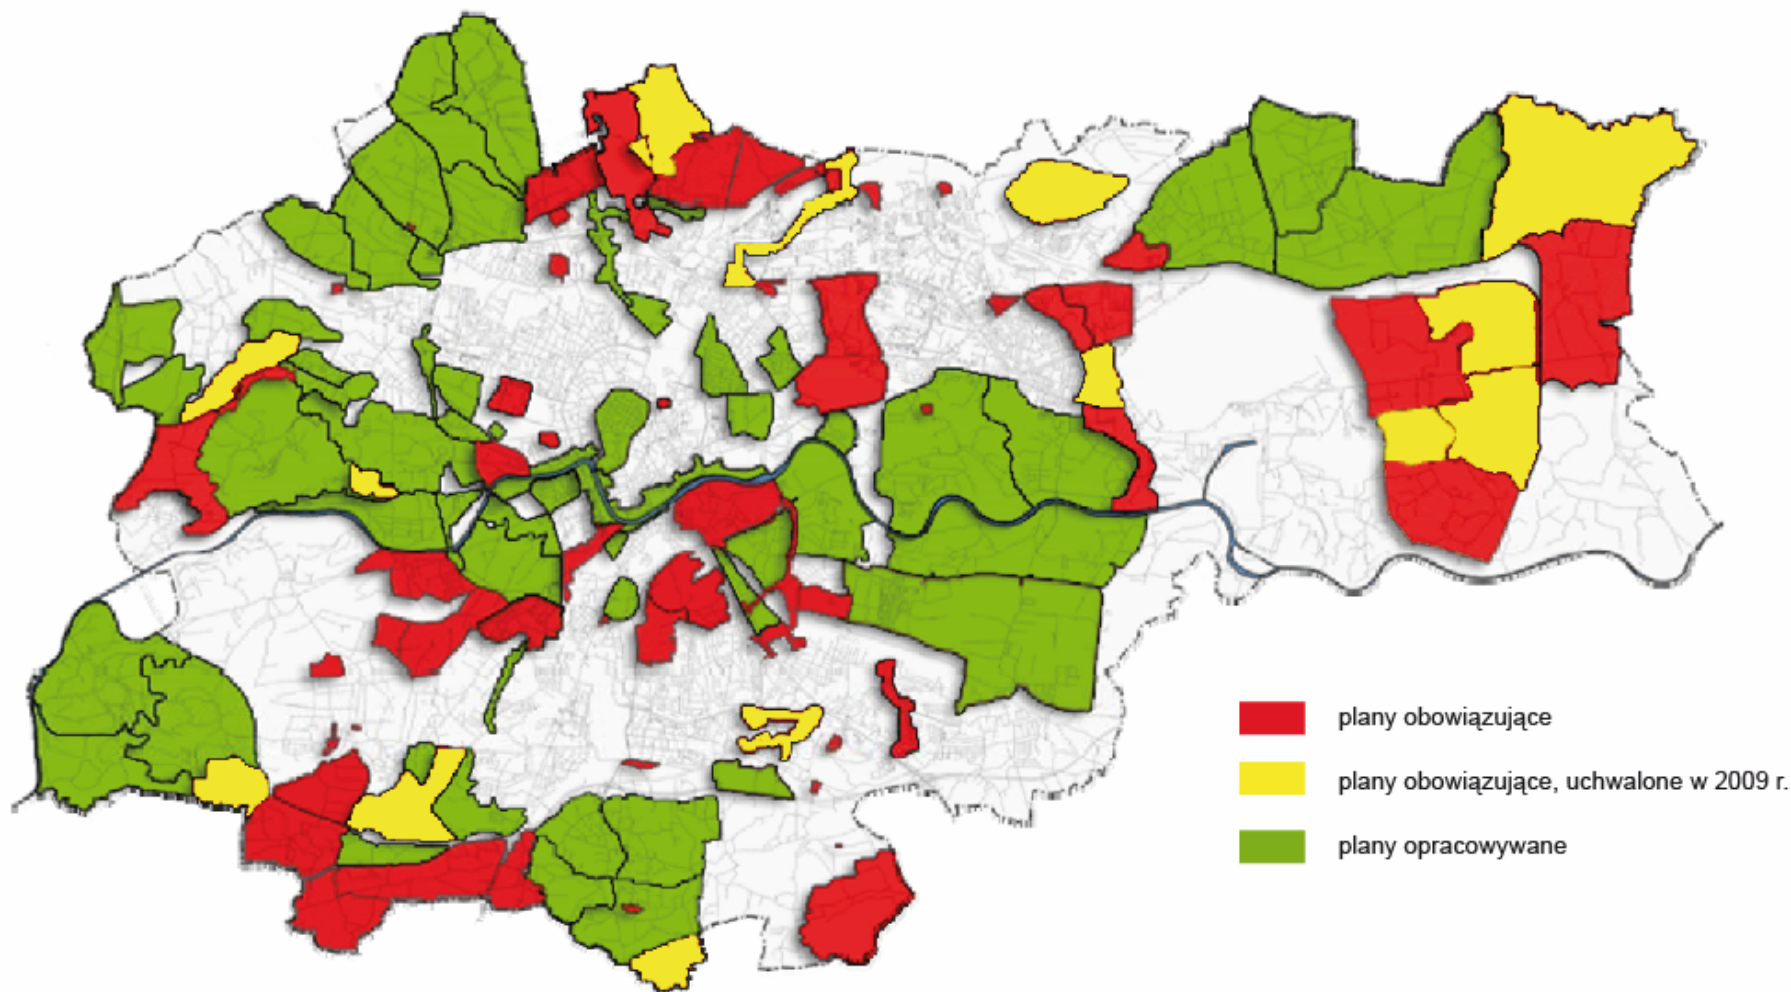 plany obowiązujące
plany obowiązujące, uchwalone w 2009 r.
plany opracowywane